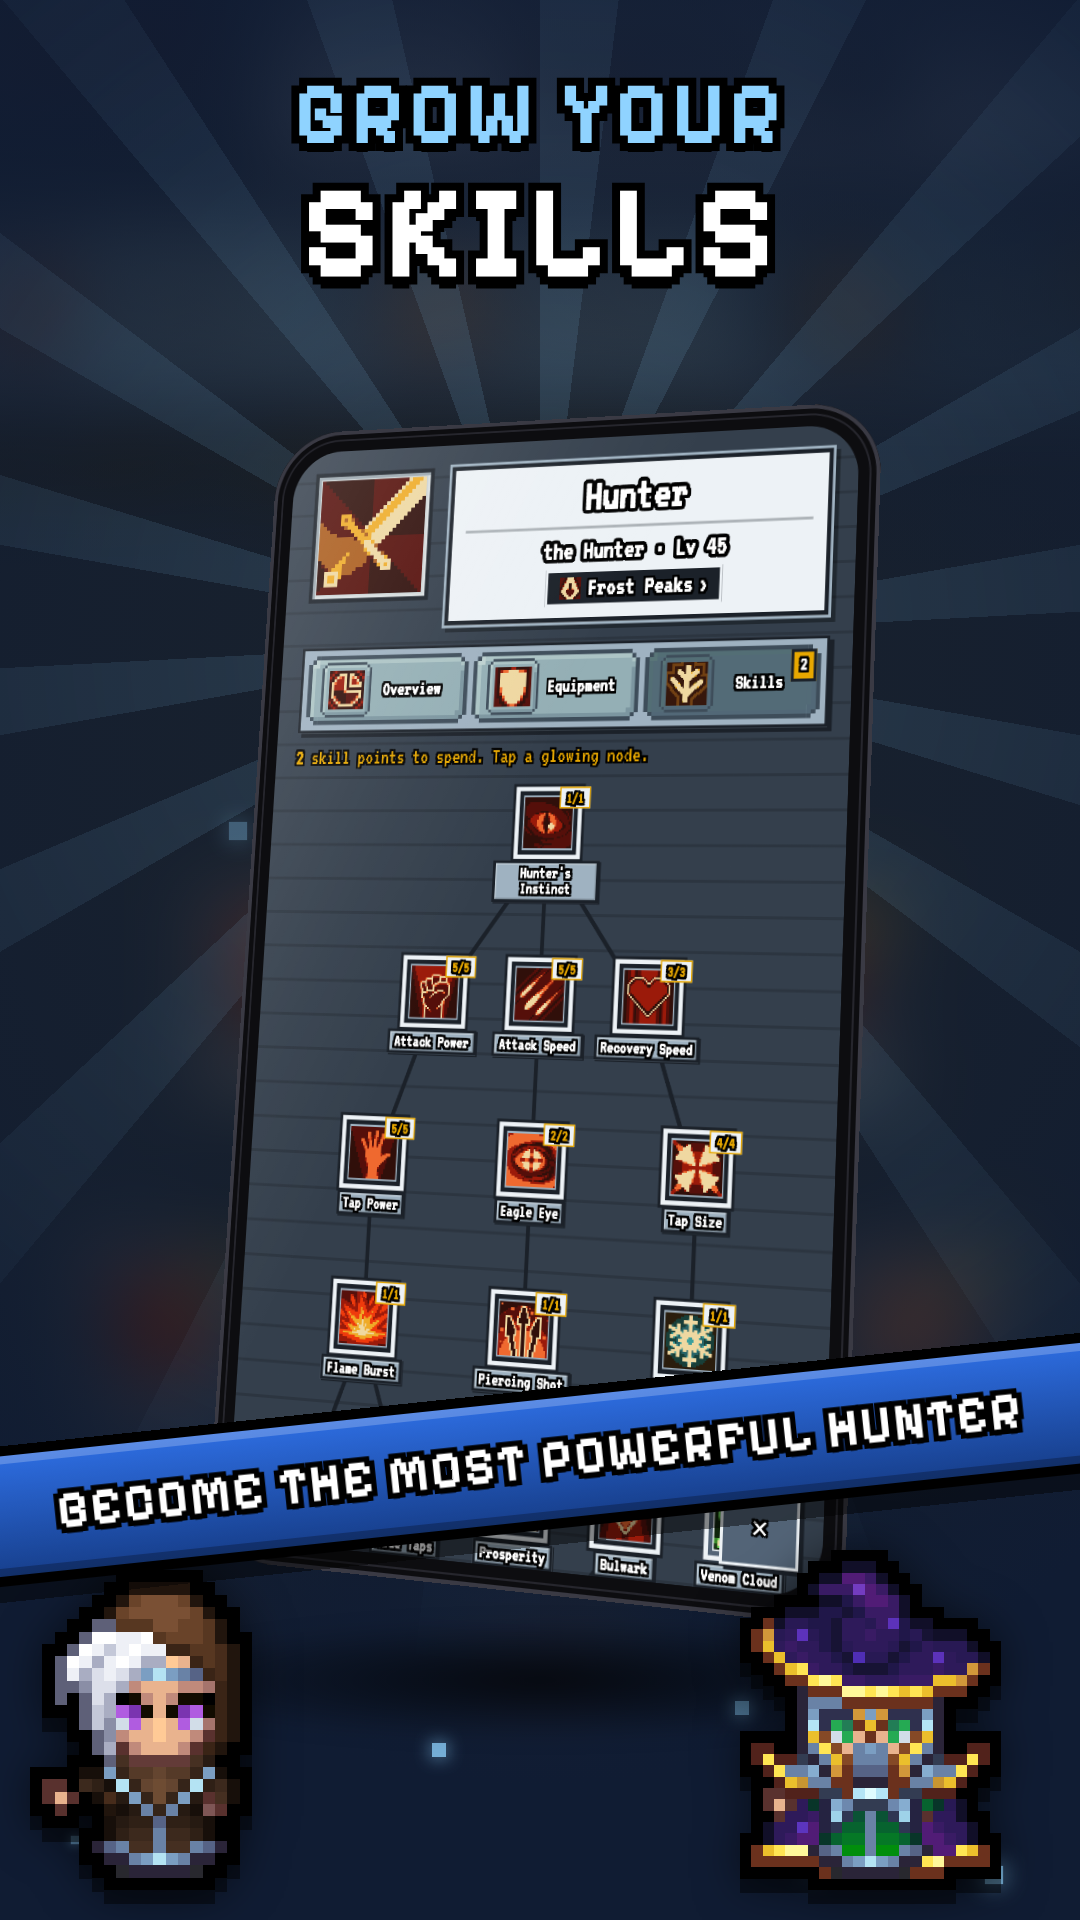 GROW YOUR
SKILLS
Hunter
the Hunter • Lv 45
Frost Peaks ›
Overview
Equipment
Skills
2
2 skill points to spend. Tap a glowing node.
1/1
Hunter's
Instinct
5/5
5/5
3/3
Attack Power
Attack Speed
Recovery Speed
5/5
2/2
4/4
Tap Power
Eagle Eye
Tap Size
1/1
1/1
1/1
Flame Burst
Piercing Shot
BECOME THE MOST POWERFUL HUNTER
Taps
Prosperity
Bulwark
Venom Cloud
×